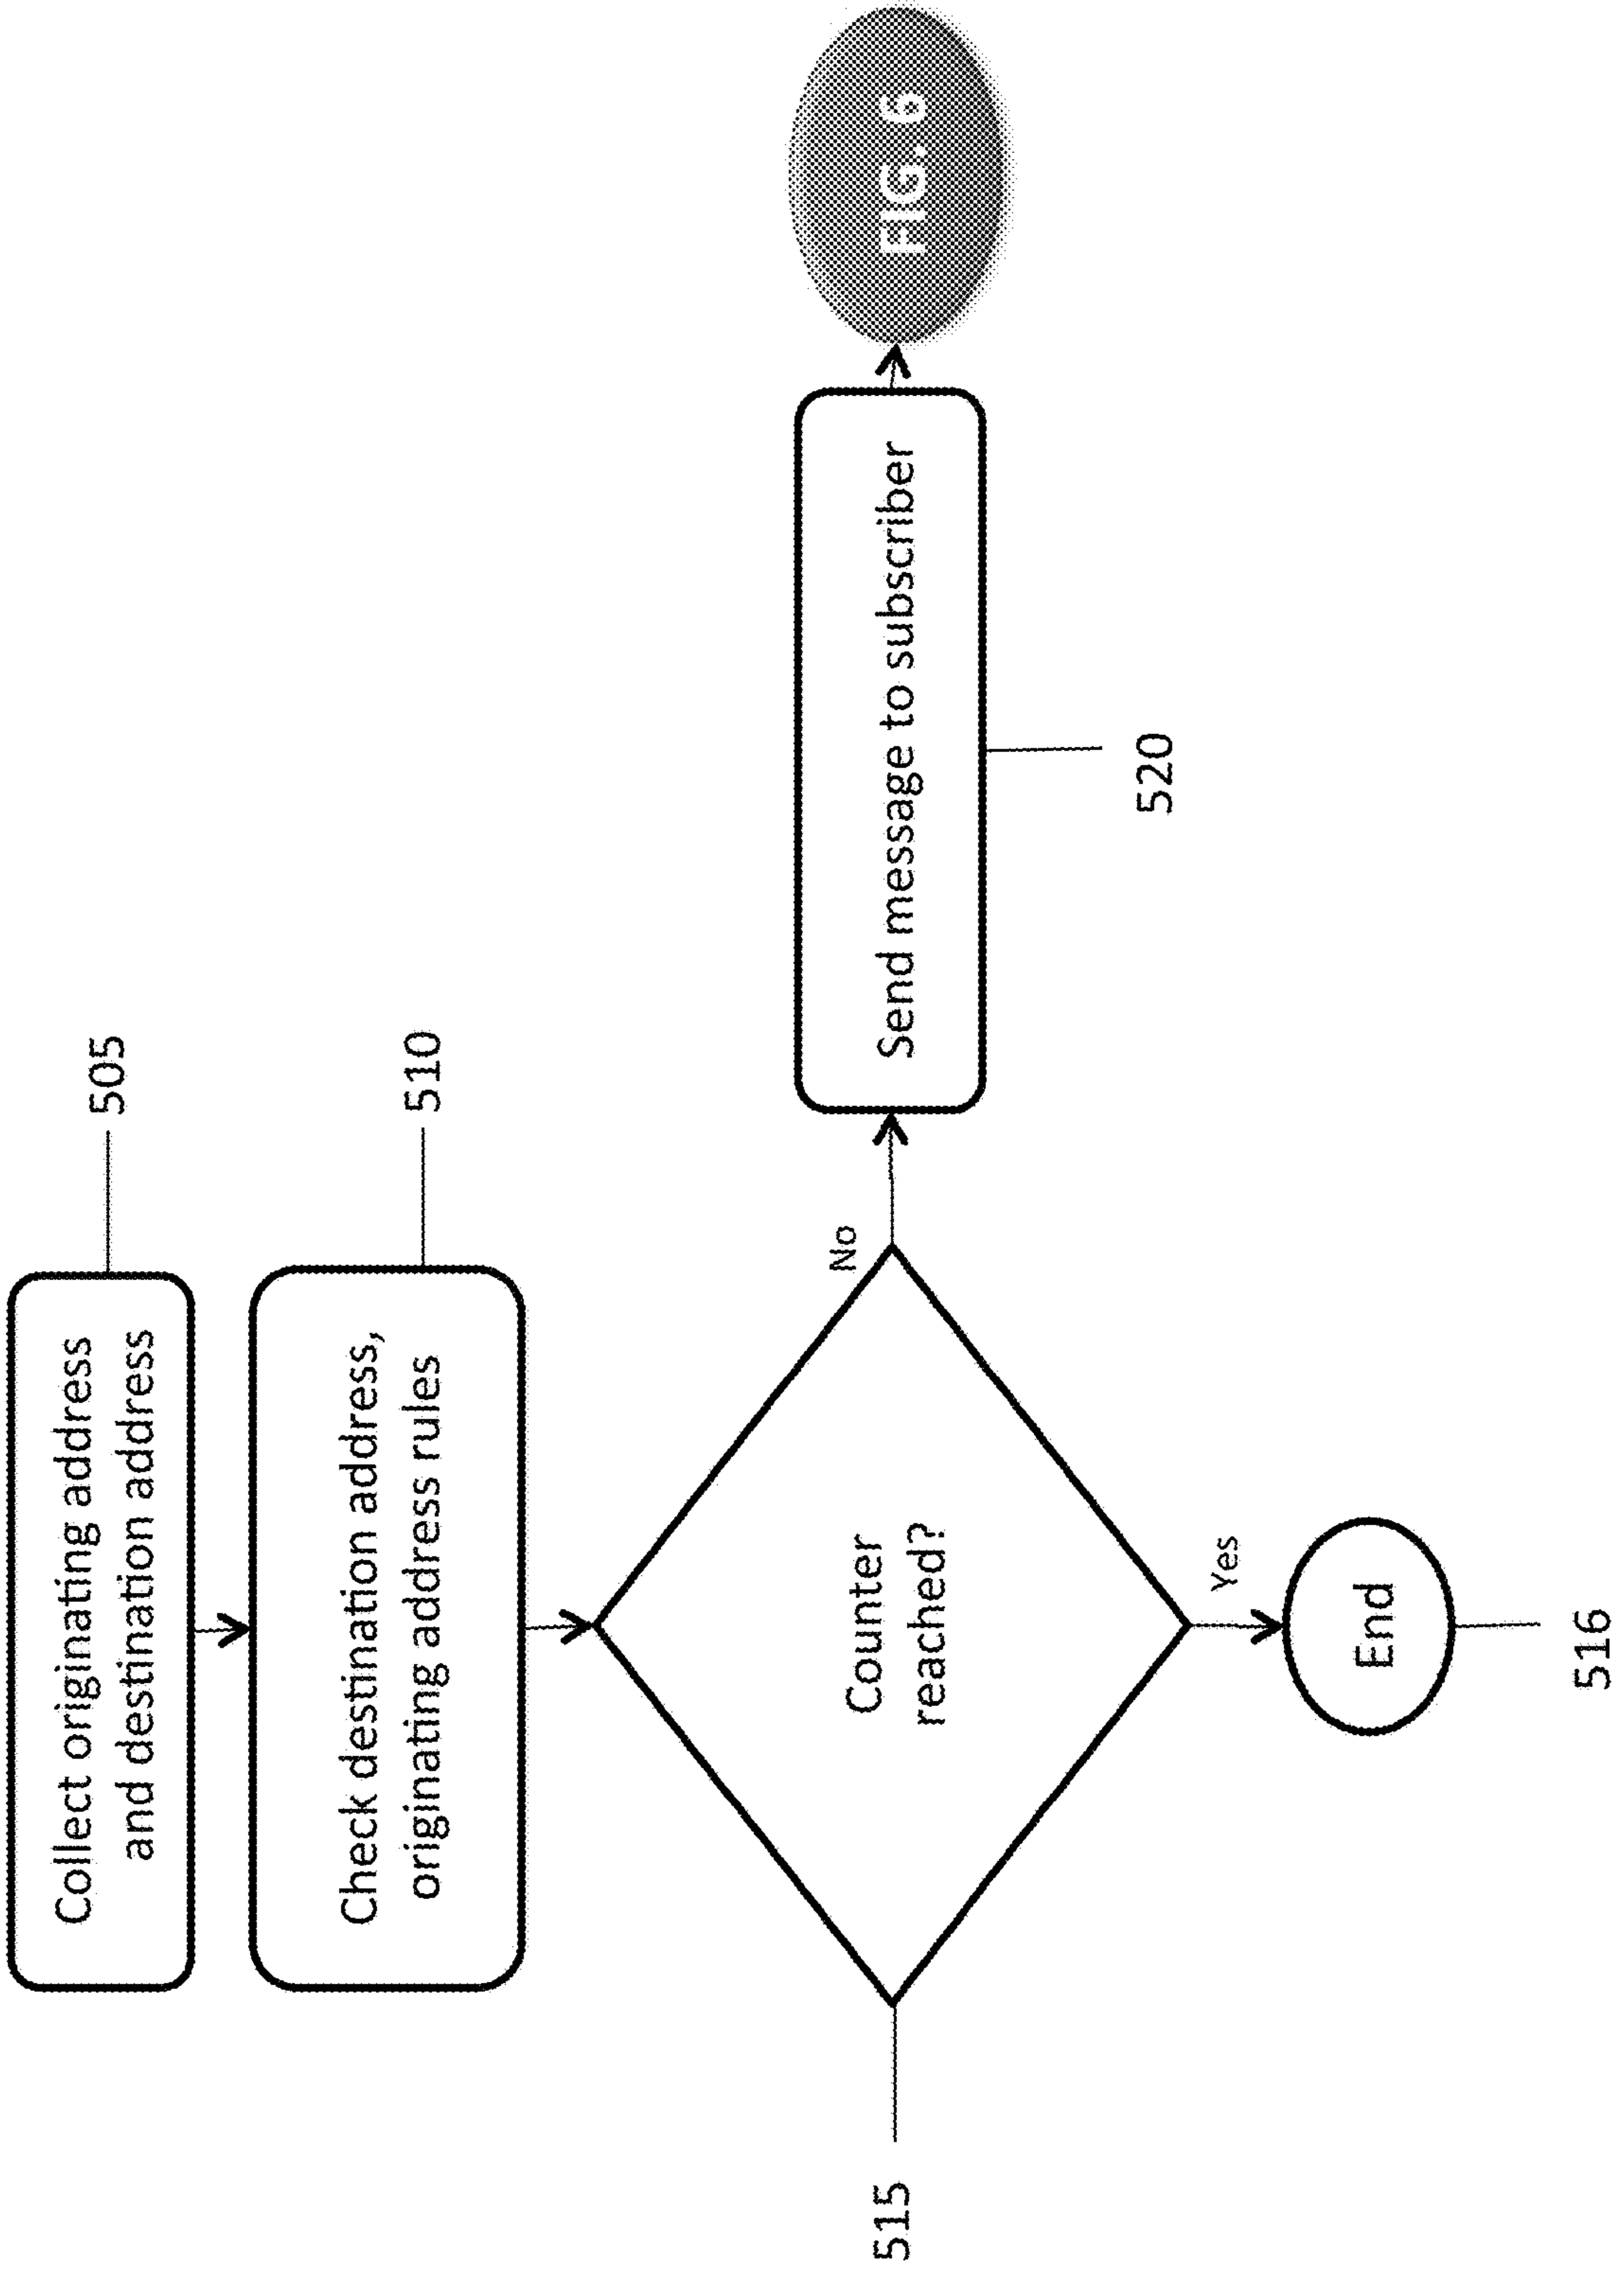 Collect originating address
and destination address
505
Check destination address,
originating address rules
510
Counter
reached?
515
No
Send message to subscriber
520
FIG. 6
Yes
End
516